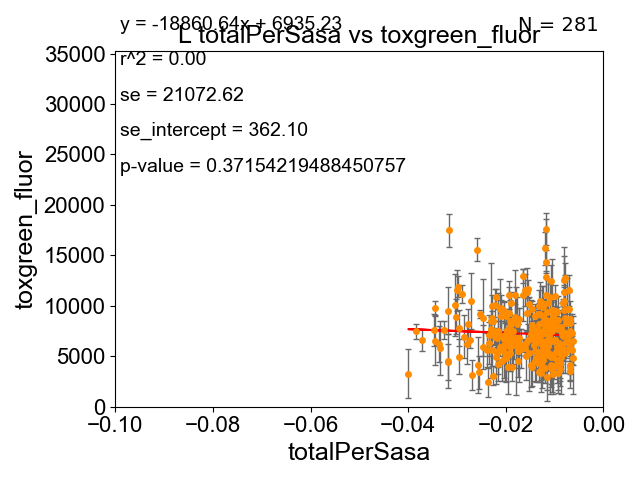 y = -18860.64x + 6935.23
N = 281
L totalPerSasa vs toxgreen_fluor
r^2 = 0.00
se = 21072.62
se_intercept = 362.10
p-value = 0.37154219488450757
35000
30000
25000
20000
15000
10000
5000
0
toxgreen_fluor
−0.10 −0.08 −0.06 −0.04 −0.02 0.00
totalPerSasa